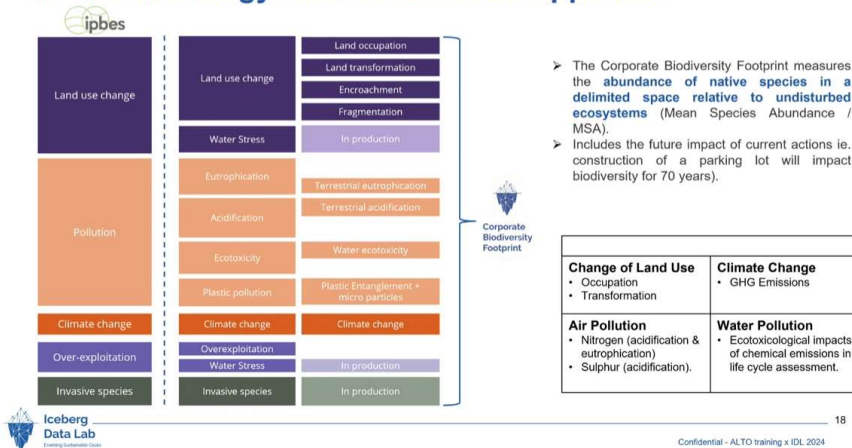 ipbes
Land use change
Pollution
Climate change
Over-exploitation
Invasive species
Land use change
Water Stress
Eutrophication
Acidification
Ecotoxicity
Plastic pollution
Climate change
Overexploitation
Water Stress
Invasive species
Land occupation
Land transformation
Encroachment
Fragmentation
In production
Terrestrial eutrophication
Terrestrial acidification
Water ecotoxicity
Plastic Entanglement +
micro particles
Climate change
In production
In production
Corporate
Biodiversity
Footprint
➢ The Corporate Biodiversity Footprint measures
the abundance of native species in a
delimited space relative to undisturbed
ecosystems (Mean Species Abundance /
MSA).
➢ Includes the future impact of current actions ie.
construction of a parking lot will impact
biodiversity for 70 years).
Change of Land Use
• Occupation
• Transformation
Climate Change
• GHG Emissions
Air Pollution
• Nitrogen (acidification &
eutrophication)
• Sulphur (acidification).
Water Pollution
• Ecotoxicological impacts
of chemical emissions in
life cycle assessment.
Iceberg
Data Lab
18
Confidential - ALTO training x IDL 2024